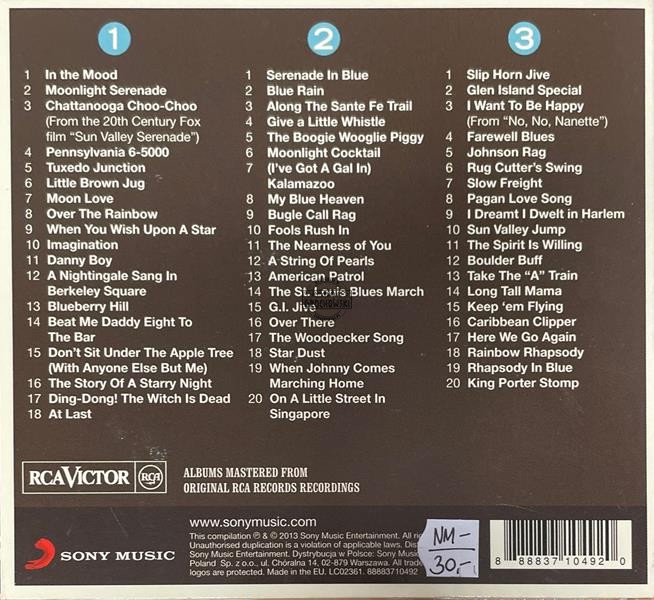 1
1 In the Mood
2 Moonlight Serenade
3 Chattanooga Choo-Choo
(From the 20th Century Fox
film "Sun Valley Serenade")
4 Pennsylvania 6-5000
5 Tuxedo Junction
6 Little Brown Jug
7 Moon Love
8 Over The Rainbow
9 When You Wish Upon A Star
10 Imagination
11 Danny Boy
12 A Nightingale Sang In
Berkeley Square
13 Blueberry Hill
14 Beat Me Daddy Eight To
The Bar
15 Don't Sit Under The Apple Tree
(With Anyone Else But Me)
16 The Story Of A Starry Night
17 Ding-Dong! The Witch Is Dead
18 At Last
2
1 Serenade In Blue
2 Blue Rain
3 Along The Sante Fe Trail
4 Give a Little Whistle
5 The Boogie Wooglie Piggy
6 Moonlight Cocktail
7 (I've Got A Gal In)
Kalamazoo
8 My Blue Heaven
9 Bugle Call Rag
10 Fools Rush In
11 The Nearness of You
12 A String Of Pearls
13 American Patrol
14 The St. Louis Blues March
15 G.I. Jive
16 Over There
17 The Woodpecker Song
18 Star Dust
19 When Johnny Comes
Marching Home
20 On A Little Street In
Singapore
3
1 Slip Horn Jive
2 Glen Island Special
3 I Want To Be Happy
(From "No, No, Nanette")
4 Farewell Blues
5 Johnson Rag
6 Rug Cutter's Swing
7 Slow Freight
8 Pagan Love Song
9 I Dreamt I Dwelt in Harlem
10 Sun Valley Jump
11 The Spirit Is Willing
12 Boulder Buff
13 Take The "A" Train
14 Long Tall Mama
15 Keep 'em Flying
16 Caribbean Clipper
17 Here We Go Again
18 Rainbow Rhapsody
19 Rhapsody In Blue
20 King Porter Stomp
RCA VICTOR
RCA
ALBUMS MASTERED FROM
ORIGINAL RCA RECORDS RECORDINGS
SONY MUSIC
www.sonymusic.com
This compilation ℗ & © 2013 Sony Music Entertainment. All
Unauthorised duplication is a violation of applicable laws.
Sony Music Entertainment. Dystrybucja w Polsce: Sony Music
Poland Sp. z o.o., ul. Chóralna 14, 02-879 Warszawa. All
logos are protected. Made in the EU. LC02361. 88883710492
NM-
30,-
8 88837 10492 0